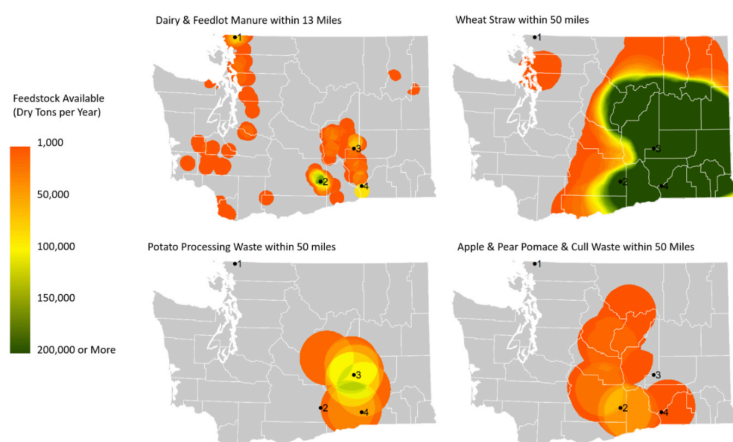 Dairy & Feedlot Manure within 13 Miles
Wheat Straw within 50 miles
1
2
3
4
1
2
3
4
Feedstock Available
(Dry Tons per Year)
1,000
50,000
100,000
150,000
200,000 or More
Potato Processing Waste within 50 miles
Apple & Pear Pomace & Cull Waste within 50 Miles
1
2
3
4
1
2
3
4